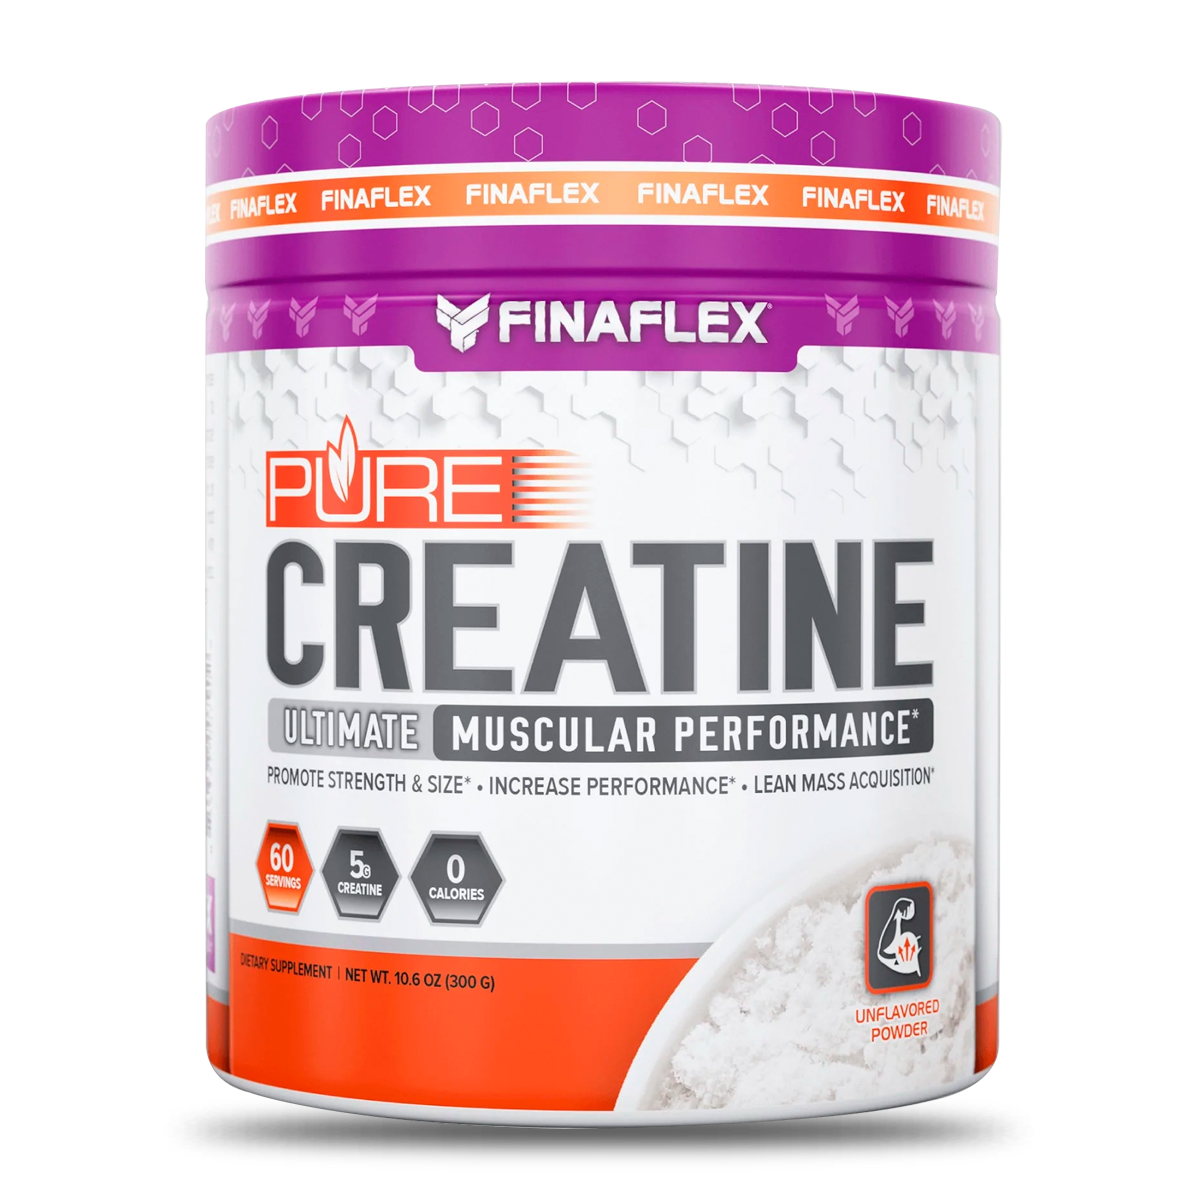 FINAFLEX FINAFLEX FINAFLEX FINAFLEX FINAFLEX FINAFLEX
FINAFLEX®
PURE
CREATINE
ULTIMATE MUSCULAR PERFORMANCE*
PROMOTE STRENGTH & SIZE* • INCREASE PERFORMANCE* • LEAN MASS ACQUISITION*
60
SERVINGS
5G
CREATINE
0
CALORIES
DIETARY SUPPLEMENT | NET WT. 10.6 OZ (300 G)
UNFLAVORED
POWDER